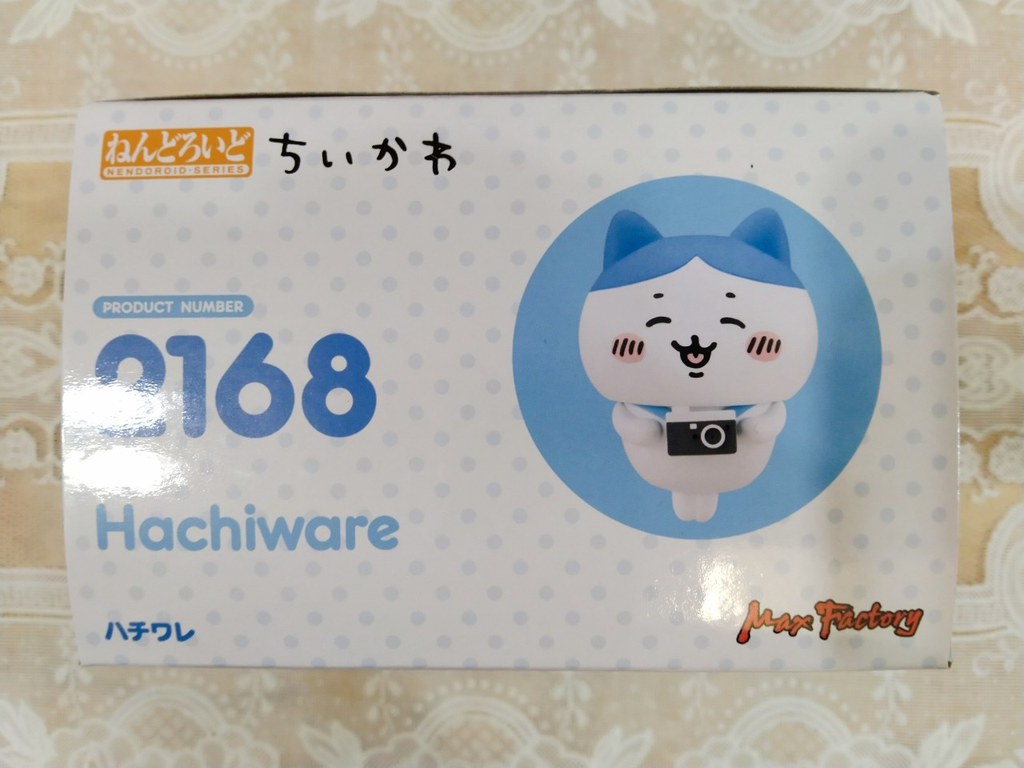 ねんどろいど
NENDOROID-SERIES
ちいかわ
PRODUCT NUMBER
2168
Hachiware
ハチワレ
Max Factory